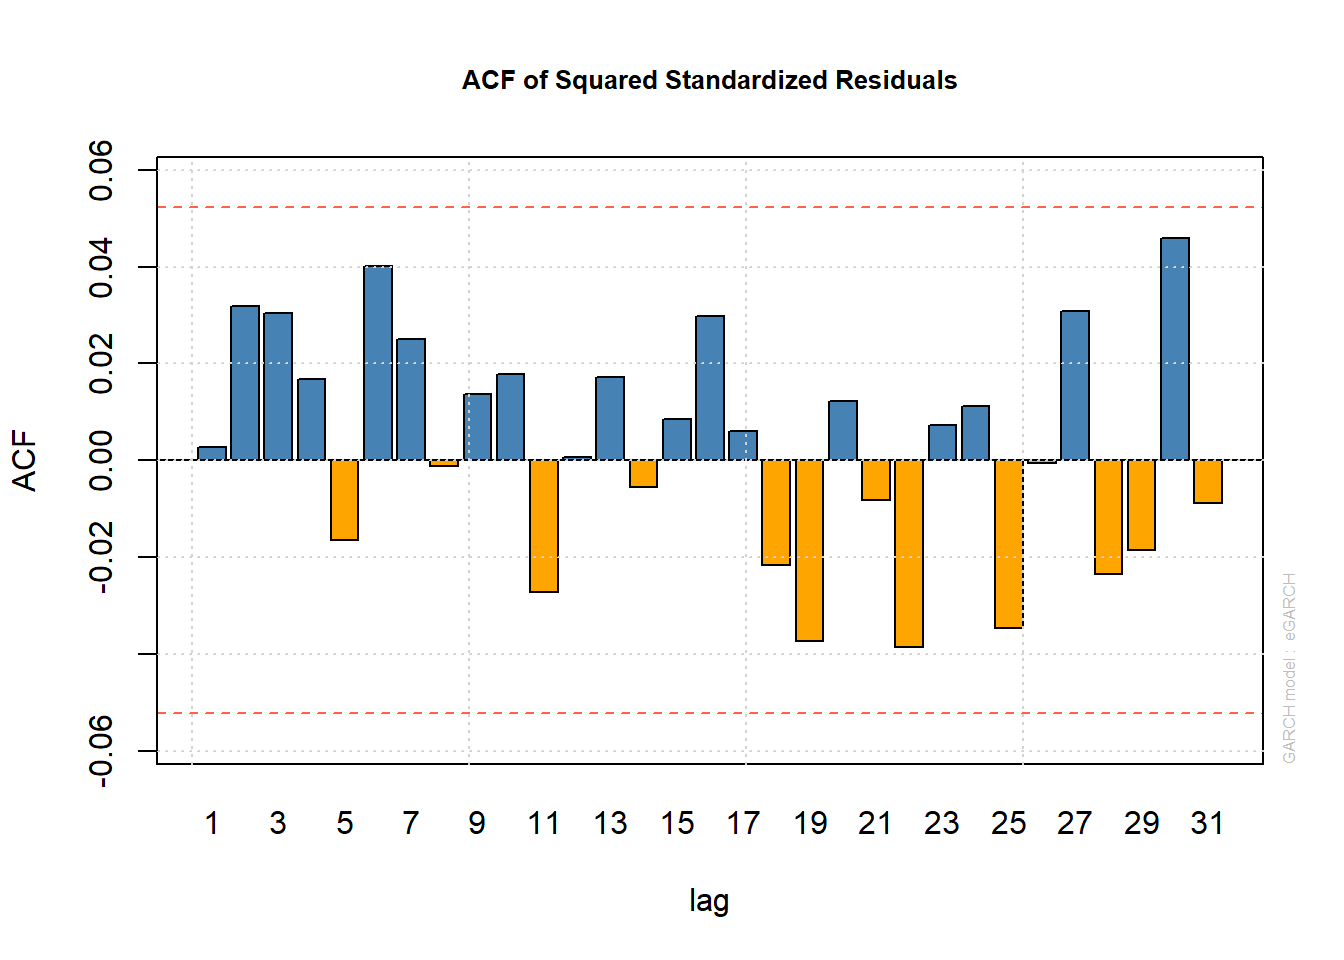 ACF of Squared Standardized Residuals
ACF
0.06
0.04
0.02
0.00
-0.02
-0.06
1 3 5 7 9 11 13 15 17 19 21 23 25 27 29 31
lag
GARCH model : eGARCH